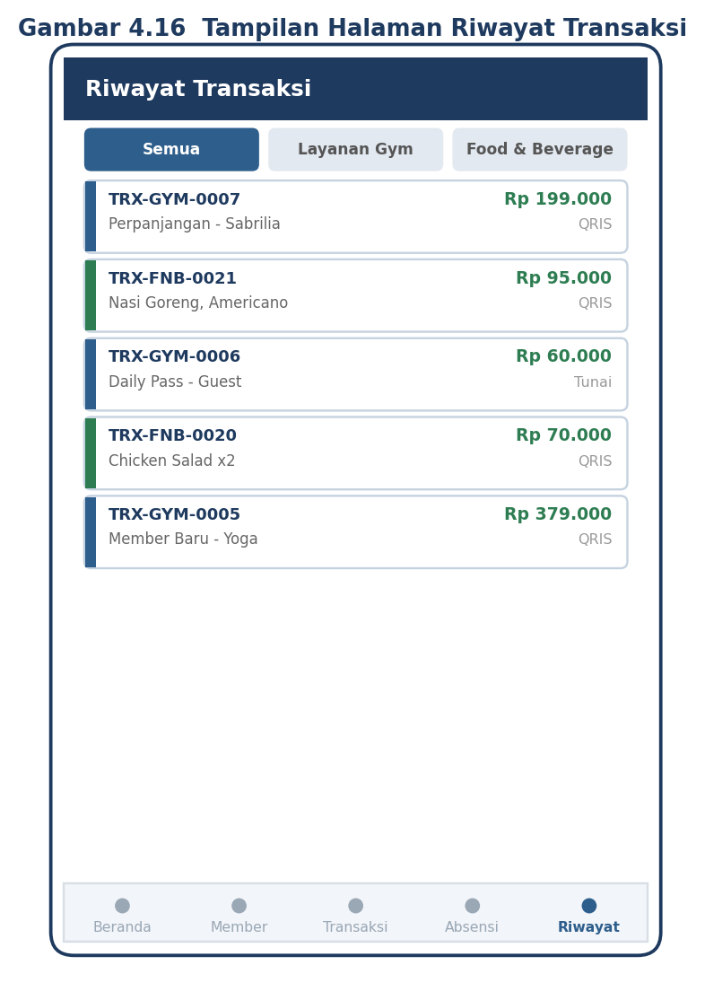 Gambar 4.16  Tampilan Halaman Riwayat Transaksi
Riwayat Transaksi
Semua Layanan Gym Food & Beverage
TRX-GYM-0007 Rp 199.000
Perpanjangan - Sabrilia QRIS
TRX-FNB-0021 Rp 95.000
Nasi Goreng, Americano QRIS
TRX-GYM-0006 Rp 60.000
Daily Pass - Guest Tunai
TRX-FNB-0020 Rp 70.000
Chicken Salad x2 QRIS
TRX-GYM-0005 Rp 379.000
Member Baru - Yoga QRIS
Beranda Member Transaksi Absensi Riwayat